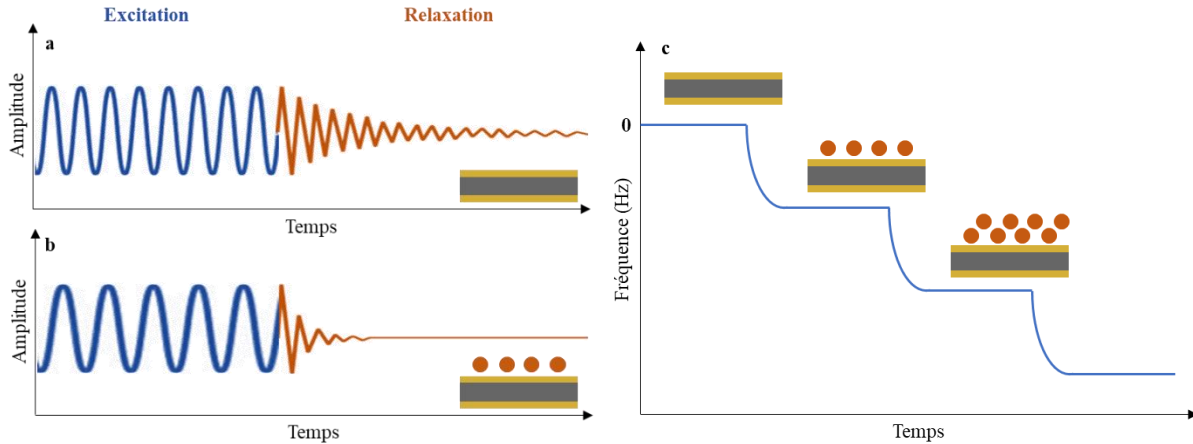 Excitation
Relaxation
a
Amplitude
Temps
b
Amplitude
Temps
c
0
Fréquence (Hz)
Temps